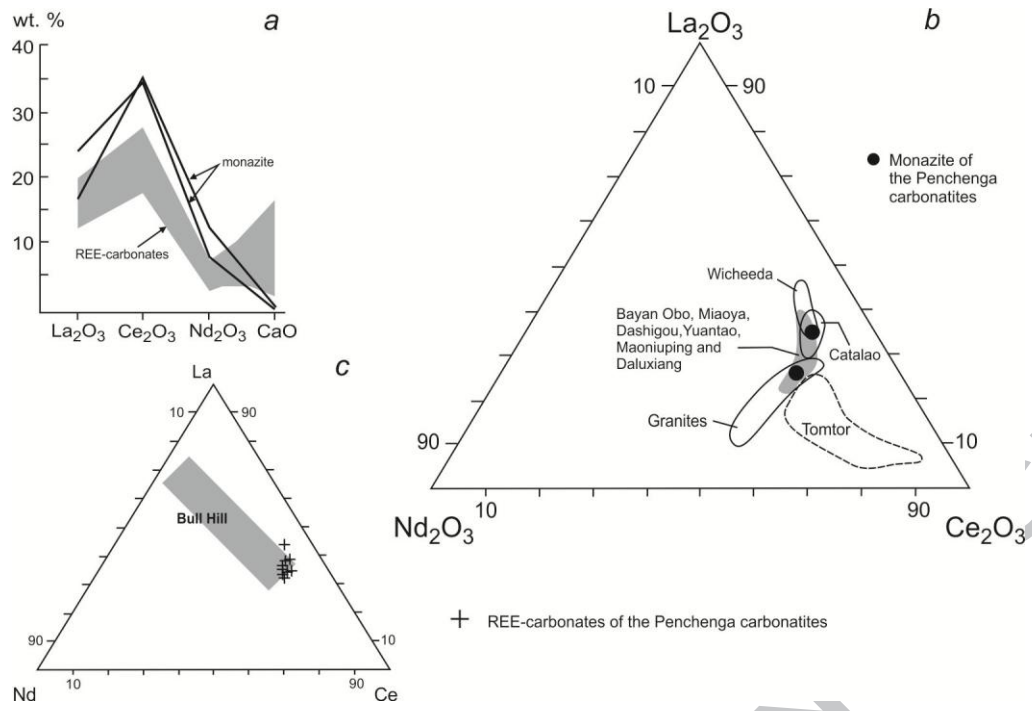 wt. %
a
40
30
20
10
monazite
REE-carbonates
La₂O₃
Ce₂O₃
Nd₂O₃
CaO
b
La₂O₃
10
90
Monazite of
the Penchenga
carbonatites
Wicheeda
Bayan Obo, Miaoya,
Dashigou,Yuantao,
Maoniuping and
Daluxiang
Catalao
Granites
Tomtor
90
10
10
90
Nd₂O₃
Ce₂O₃
c
La
10
90
Bull Hill
90
10
Nd
10
90
Ce
REE-carbonates of the Penchenga carbonatites